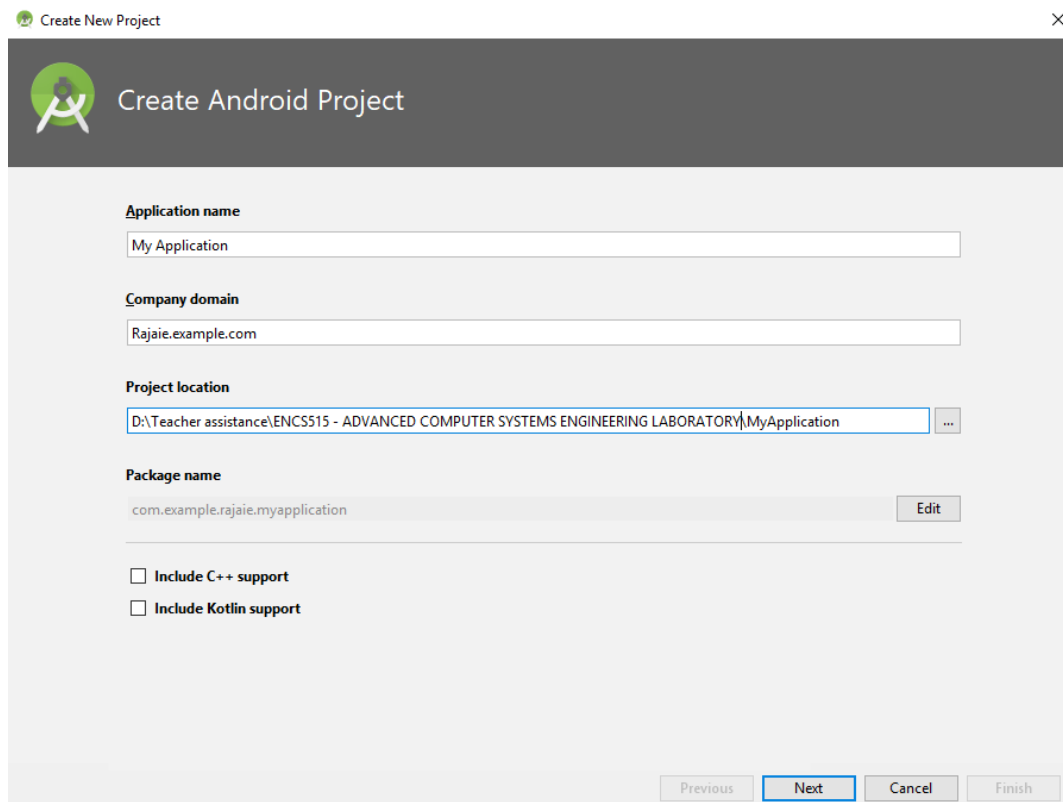 Create New Project
Create Android Project
Application name
My Application
Company domain
Rajaie.example.com
Project location
D:\Teacher assistance\ENCS515 - ADVANCED COMPUTER SYSTEMS ENGINEERING LABORATORY\MyApplication
...
Package name
com.example.rajaie.myapplication
Edit
Include C++ support
Include Kotlin support
Previous Next Cancel Finish